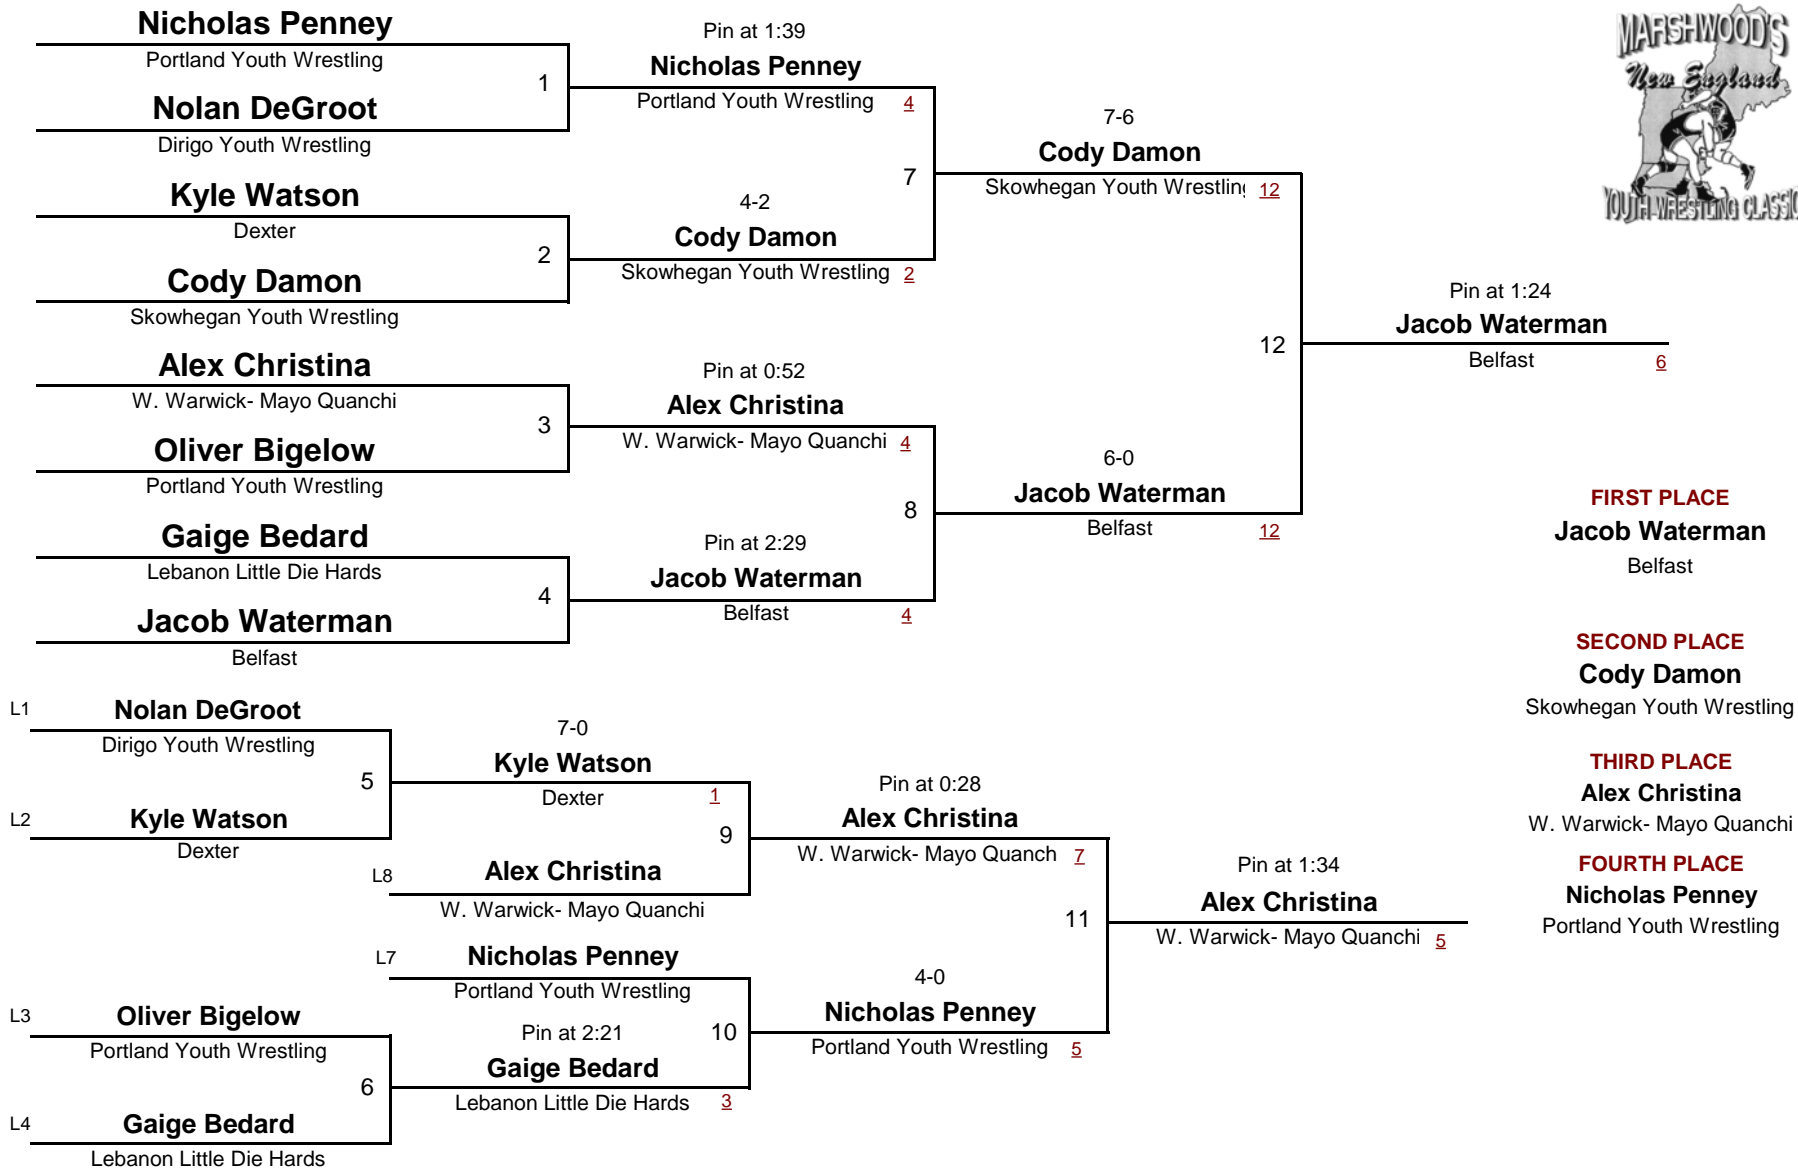 Nicholas Penney
Portland Youth Wrestling
1
Nolan DeGroot
Dirigo Youth Wrestling
Kyle Watson
Dexter
2
Cody Damon
Skowhegan Youth Wrestling
Alex Christina
W. Warwick- Mayo Quanchi
3
Oliver Bigelow
Portland Youth Wrestling
Gaige Bedard
Lebanon Little Die Hards
4
Jacob Waterman
Belfast
Pin at 1:39
Nicholas Penney
Portland Youth Wrestling 4
7
4-2
Cody Damon
Skowhegan Youth Wrestling 2
Pin at 0:52
Alex Christina
W. Warwick- Mayo Quanchi 4
8
Pin at 2:29
Jacob Waterman
Belfast 4
7-6
Cody Damon
Skowhegan Youth Wrestling 12
12
6-0
Jacob Waterman
Belfast 12
Pin at 1:24
Jacob Waterman
Belfast 6
MARSHWOOD'S
New England
YOUTH WRESTLING CLASSIC
FIRST PLACE
Jacob Waterman
Belfast
SECOND PLACE
Cody Damon
Skowhegan Youth Wrestling
THIRD PLACE
Alex Christina
W. Warwick- Mayo Quanchi
FOURTH PLACE
Nicholas Penney
Portland Youth Wrestling
L1 Nolan DeGroot
Dirigo Youth Wrestling
5
L2 Kyle Watson
Dexter
7-0
Kyle Watson
Dexter 1
9
L8 Alex Christina
W. Warwick- Mayo Quanchi
L7 Nicholas Penney
Portland Youth Wrestling
10
L3 Oliver Bigelow
Portland Youth Wrestling
6
L4 Gaige Bedard
Lebanon Little Die Hards
Pin at 2:21
Gaige Bedard
Lebanon Little Die Hards 3
Pin at 0:28
Alex Christina
W. Warwick- Mayo Quanch 7
11
4-0
Nicholas Penney
Portland Youth Wrestling 5
Pin at 1:34
Alex Christina
W. Warwick- Mayo Quanchi 5